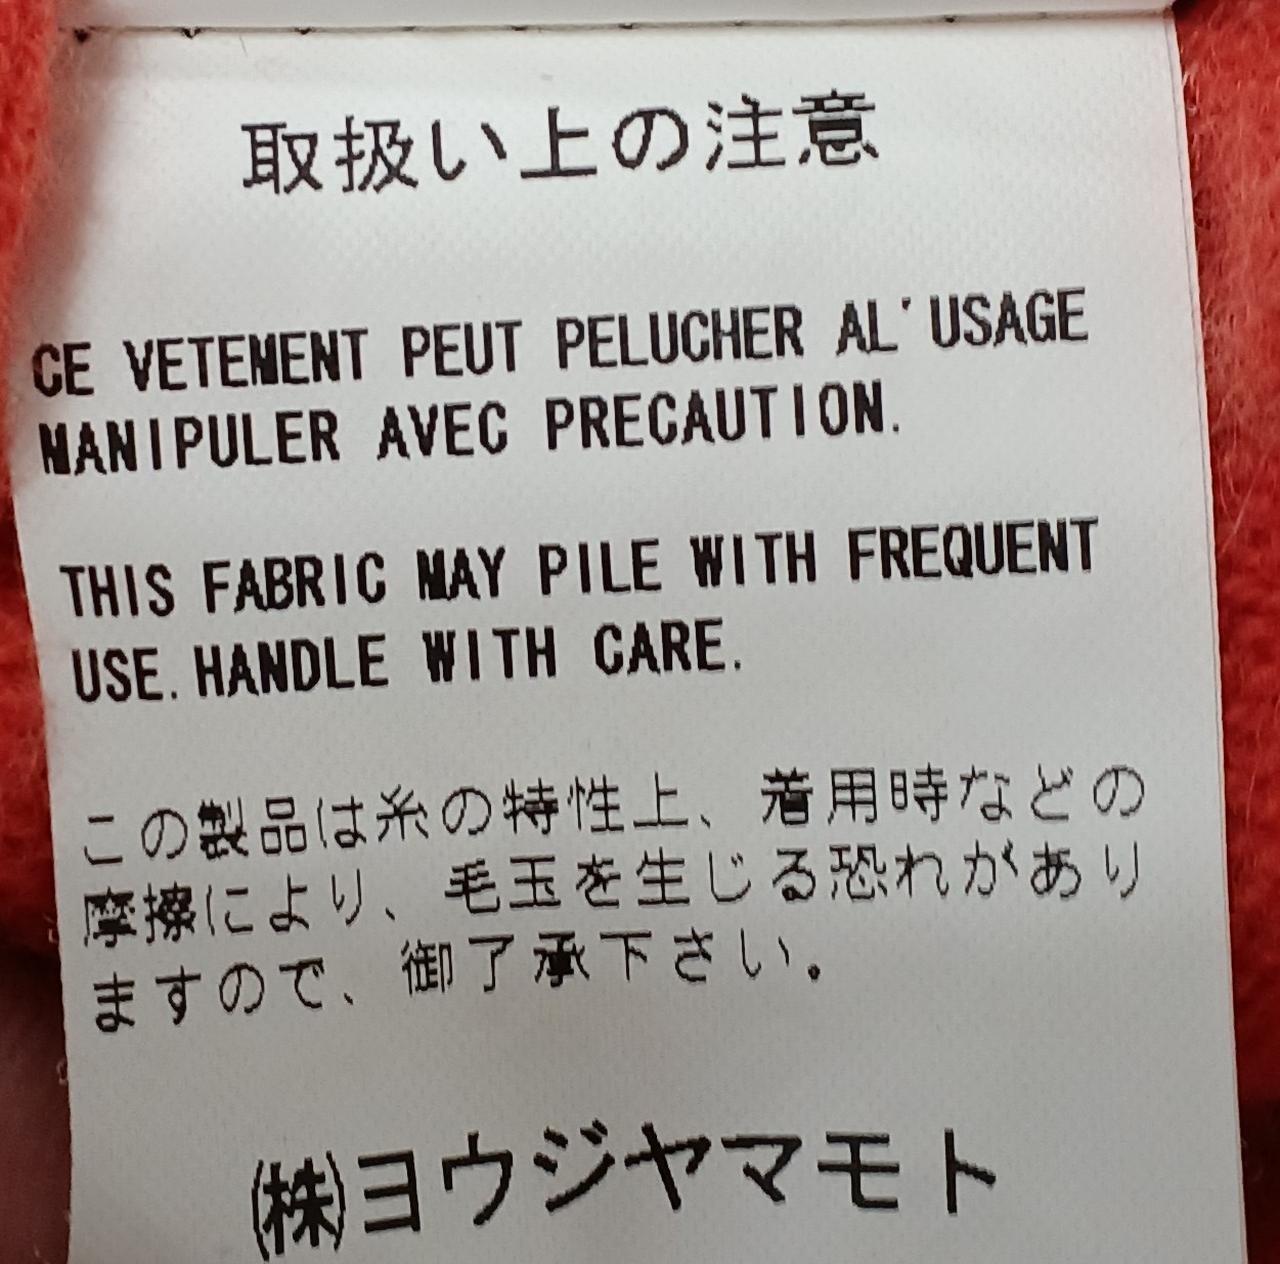 取扱い上の注意
CE VETEMENT PEUT PELUCHER AL'USAGE
MANIPULER AVEC PRECAUTION.
THIS FABRIC MAY PILE WITH FREQUENT
USE. HANDLE WITH CARE.
この製品は糸の特性上、着用時などの
摩擦により、毛玉を生じる恐れがあり
ますので、御了承下さい。
(株)ヨウジヤマモト